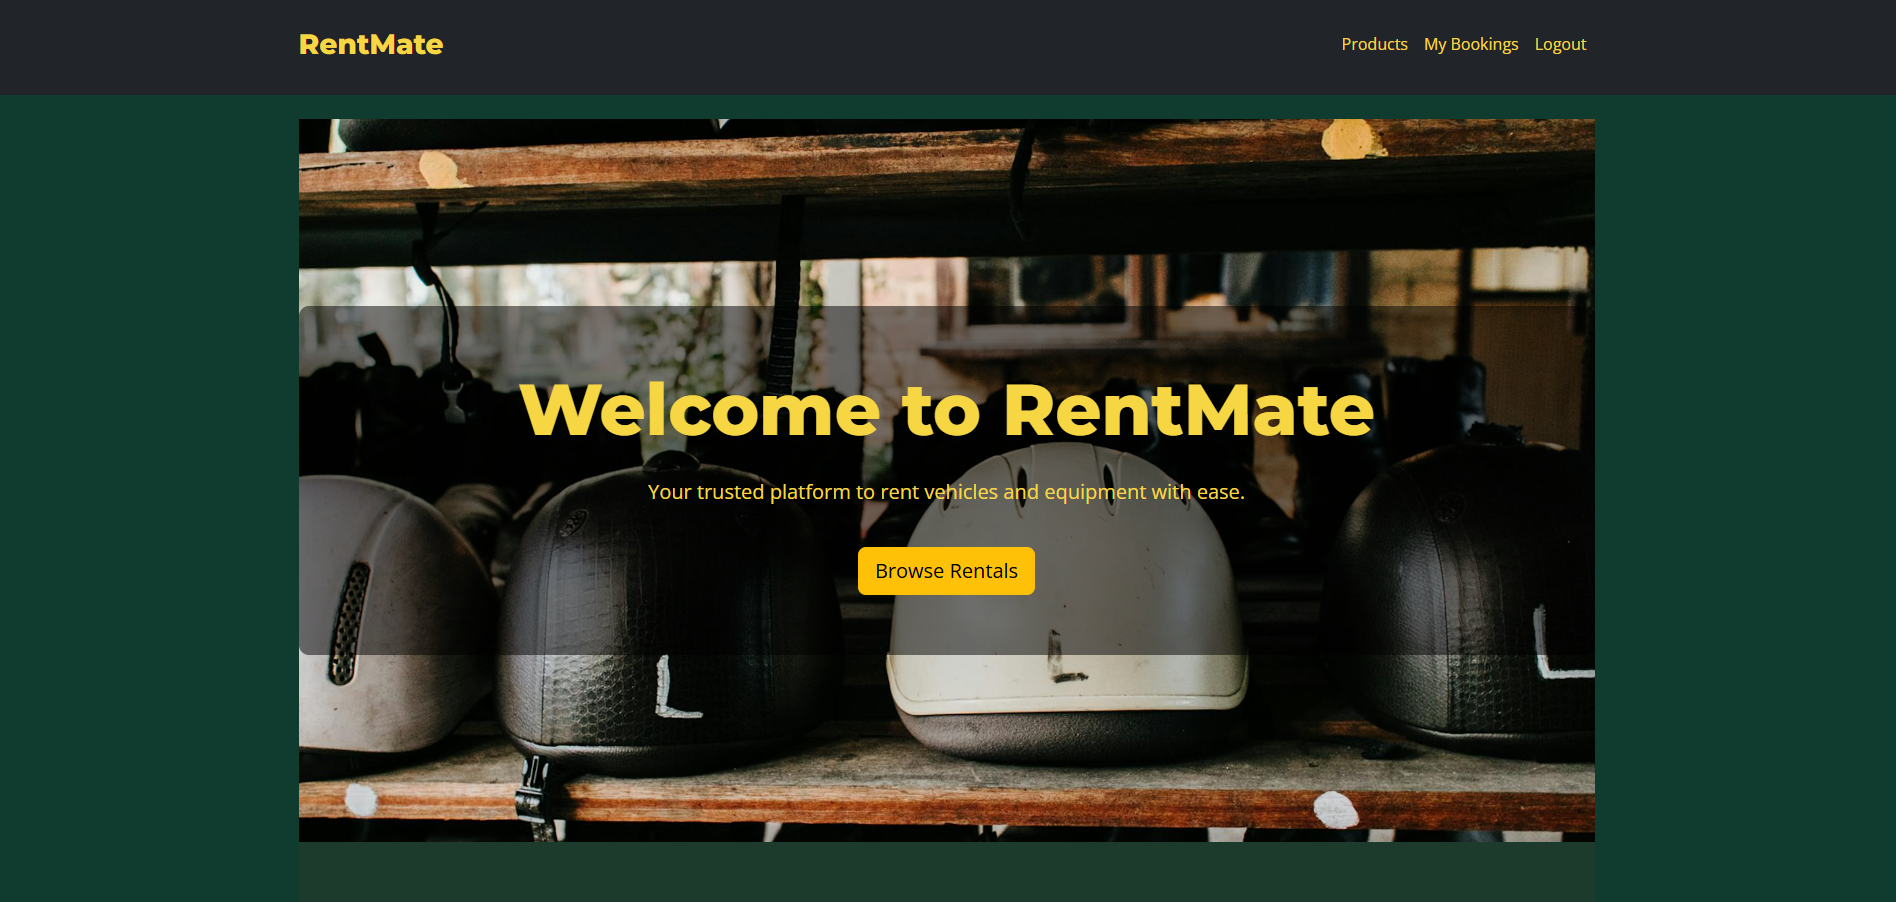 RentMate
Products My Bookings Logout
Welcome to RentMate
Your trusted platform to rent vehicles and equipment with ease.
Browse Rentals
L
L
L